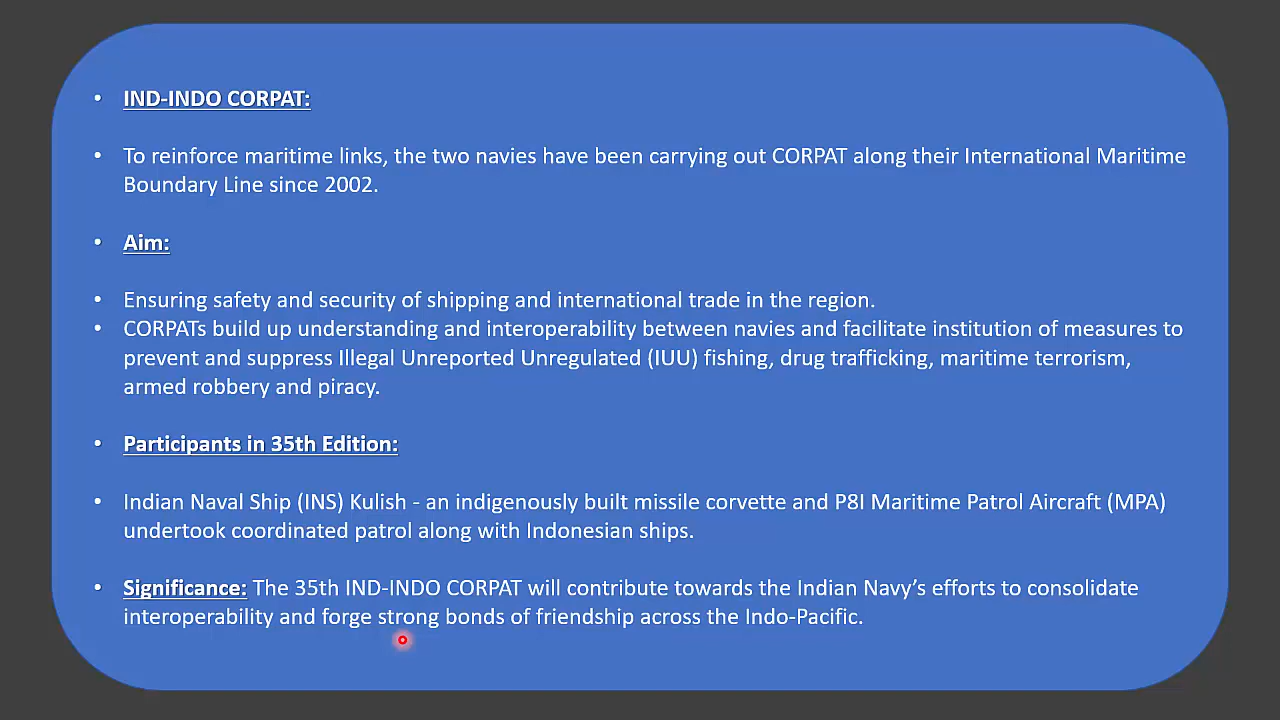 • IND-INDO CORPAT:
• To reinforce maritime links, the two navies have been carrying out CORPAT along their International Maritime
Boundary Line since 2002.
• Aim:
• Ensuring safety and security of shipping and international trade in the region.
• CORPATs build up understanding and interoperability between navies and facilitate institution of measures to
prevent and suppress Illegal Unreported Unregulated (IUU) fishing, drug trafficking, maritime terrorism,
armed robbery and piracy.
• Participants in 35th Edition:
• Indian Naval Ship (INS) Kulish - an indigenously built missile corvette and P8I Maritime Patrol Aircraft (MPA)
undertook coordinated patrol along with Indonesian ships.
• Significance: The 35th IND-INDO CORPAT will contribute towards the Indian Navy’s efforts to consolidate
interoperability and forge strong bonds of friendship across the Indo-Pacific.